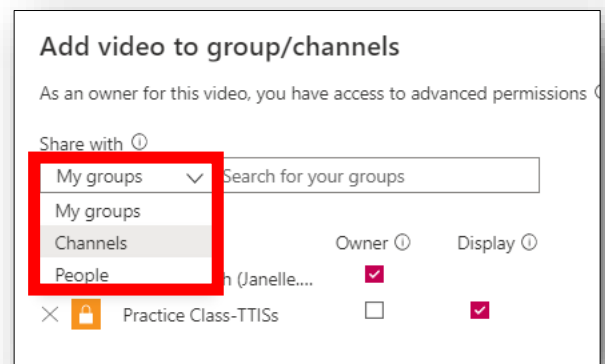 Add video to group/channels
As an owner for this video, you have access to advanced permissions
Share with
My groups Search for your groups
My groups
Channels Owner Display
People h (Janelle....
Practice Class-TTISs